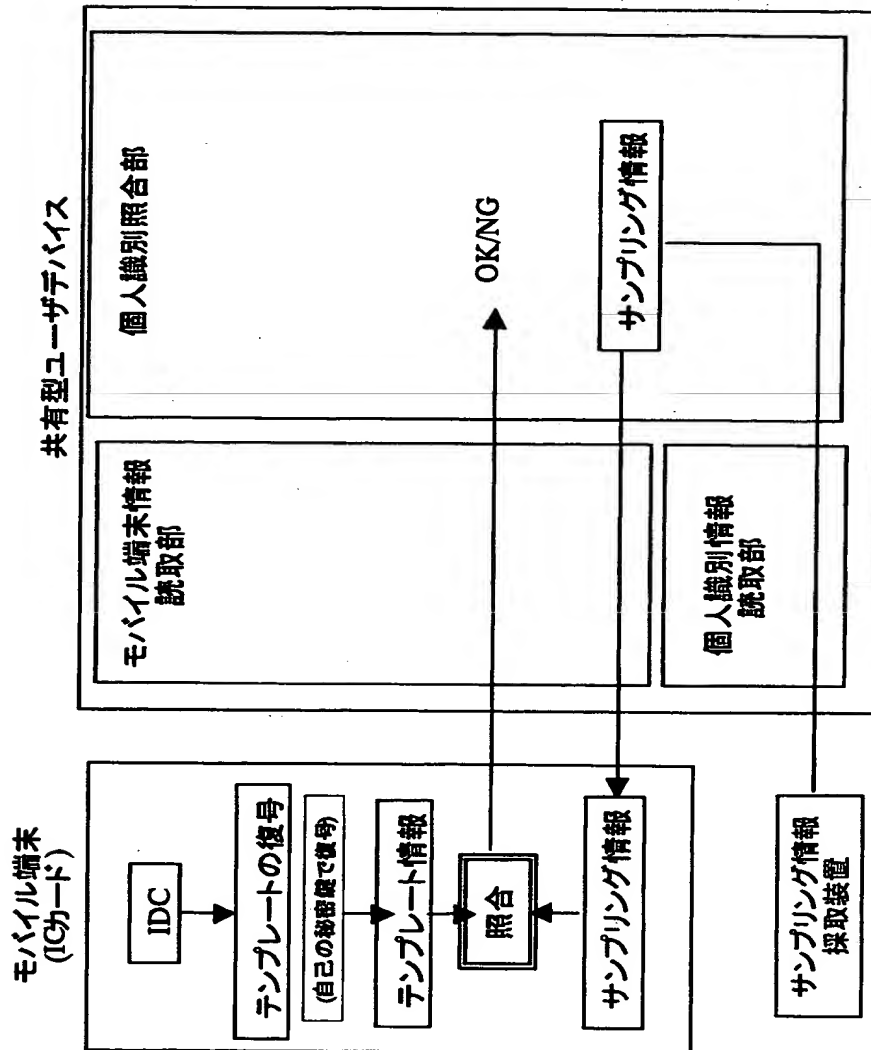 モバイル端末
(ICカード)
IDC
テンプレートの復号
(自己の秘密鍵で復号)
テンプレート情報
照合
サンプリング情報
サンプリング情報
採取装置
共有型ユーザデバイス
モバイル端末情報
読取部
個人識別情報
読取部
個人識別照合部
OK/NG
サンプリング情報